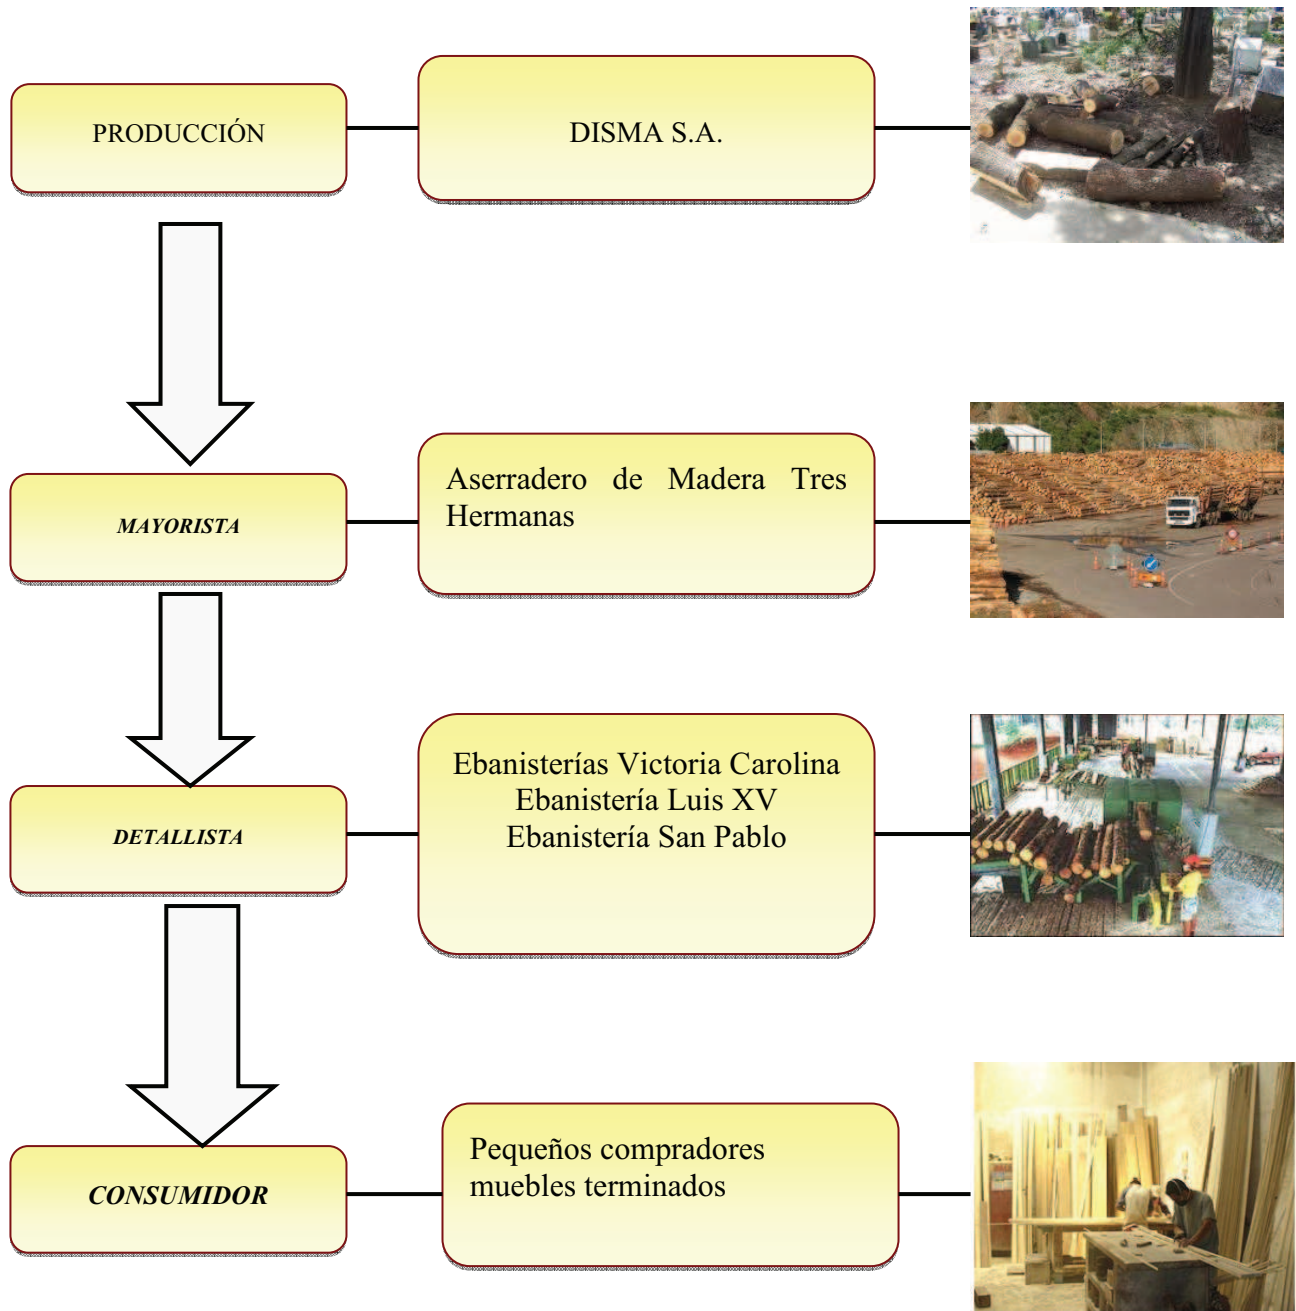 PRODUCCIÓN
DISMA S.A.
MAYORISTA
Aserradero de Madera Tres
Hermanas
DETALLISTA
Ebanisterías Victoria Carolina
Ebanistería Luis XV
Ebanistería San Pablo
CONSUMIDOR
Pequeños compradores
muebles terminados